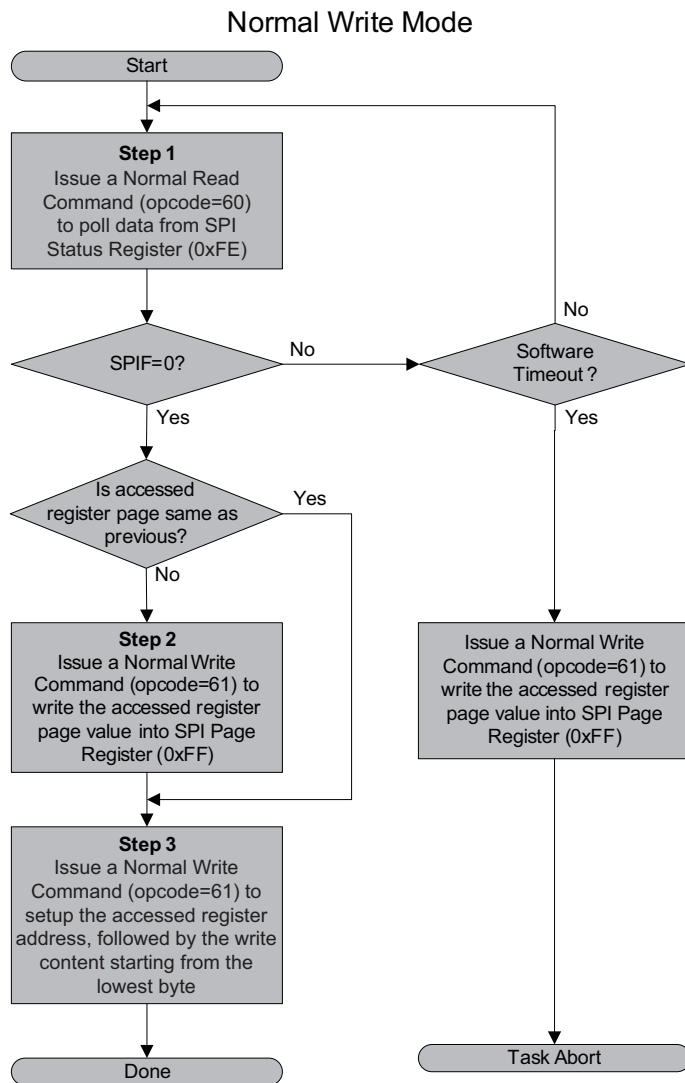 Normal Write Mode
Start
Step 1
Issue a Normal Read
Command (opcode=60)
to poll data from SPI
Status Register (0xFE)
No
SPIF=0?
No
Software
Timeout ?
Yes
Yes
Is accessed
register page same as
previous?
Yes
No
Step 2
Issue a Normal Write
Command (opcode=61) to
write the accessed register
page value into SPI Page
Register (0xFF)
Issue a Normal Write
Command (opcode=61) to
write the accessed register
page value into SPI Page
Register (0xFF)
Step 3
Issue a Normal Write
Command (opcode=61) to
setup the accessed register
address, followed by the write
content starting from the
lowest byte
Done
Task Abort